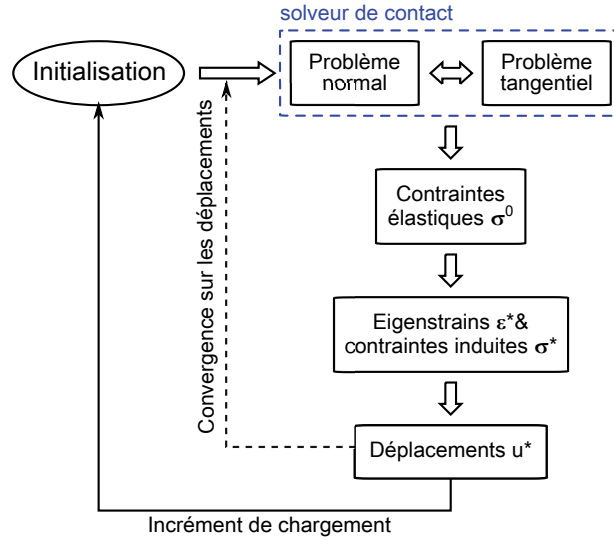 solveur de contact
Initialisation
Problème
normal
Problème
tangentiel
Contraintes
élastiques σ⁰
Eigenstrains ε*&
contraintes induites σ*
Déplacements u*
Convergence sur les déplacements
Incrément de chargement